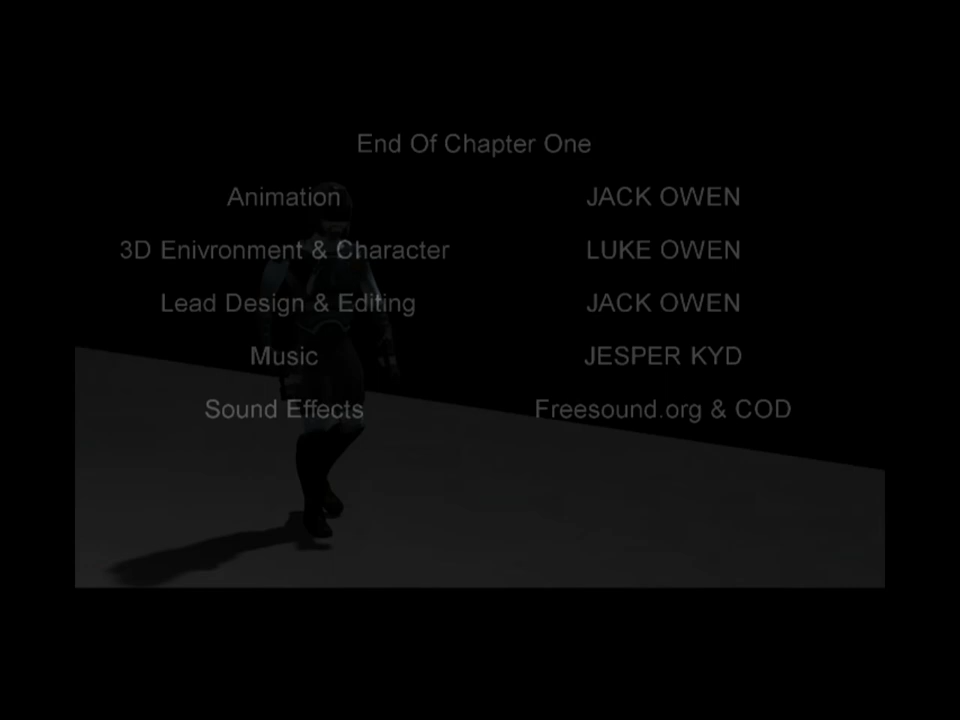 End Of Chapter One
Animation JACK OWEN
3D Enivronment & Character LUKE OWEN
Lead Design & Editing JACK OWEN
Music JESPER KYD
Sound Effects Freesound.org & COD